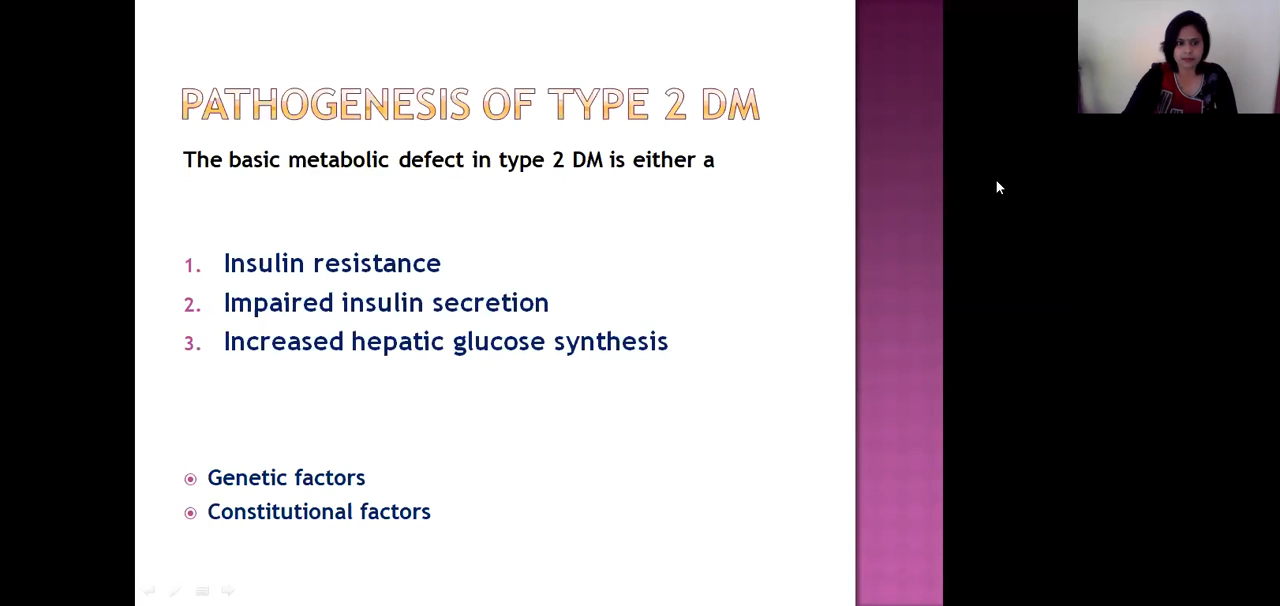 PATHOGENESIS OF TYPE 2 DM
The basic metabolic defect in type 2 DM is either a
1. Insulin resistance
2. Impaired insulin secretion
3. Increased hepatic glucose synthesis
Genetic factors
Constitutional factors